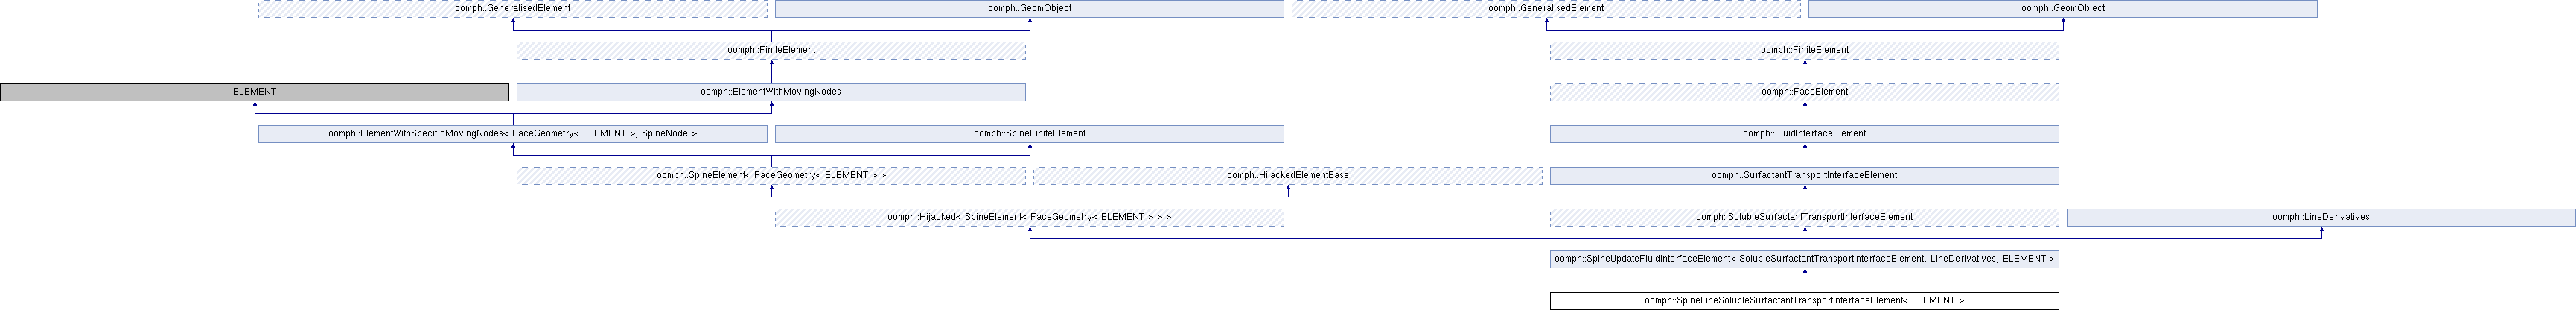 oomph::GeneralisedElement
oomph::GeomObject
oomph::GeneralisedElement
oomph::GeomObject
oomph::FiniteElement
oomph::FiniteElement
ELEMENT
oomph::ElementWithMovingNodes
oomph::FaceElement
oomph::ElementWithSpecificMovingNodes< FaceGeometry< ELEMENT >, SpineNode >
oomph::SpineFiniteElement
oomph::FluidInterfaceElement
oomph::SpineElement< FaceGeometry< ELEMENT > >
oomph::HijackedElementBase
oomph::SurfactantTransportInterfaceElement
oomph::Hijacked< SpineElement< FaceGeometry< ELEMENT > > >
oomph::SolubleSurfactantTransportInterfaceElement
oomph::LineDerivatives
oomph::SpineUpdateFluidInterfaceElement< SolubleSurfactantTransportInterfaceElement, LineDerivatives, ELEMENT >
oomph::SpineLineSolubleSurfactantTransportInterfaceElement< ELEMENT >